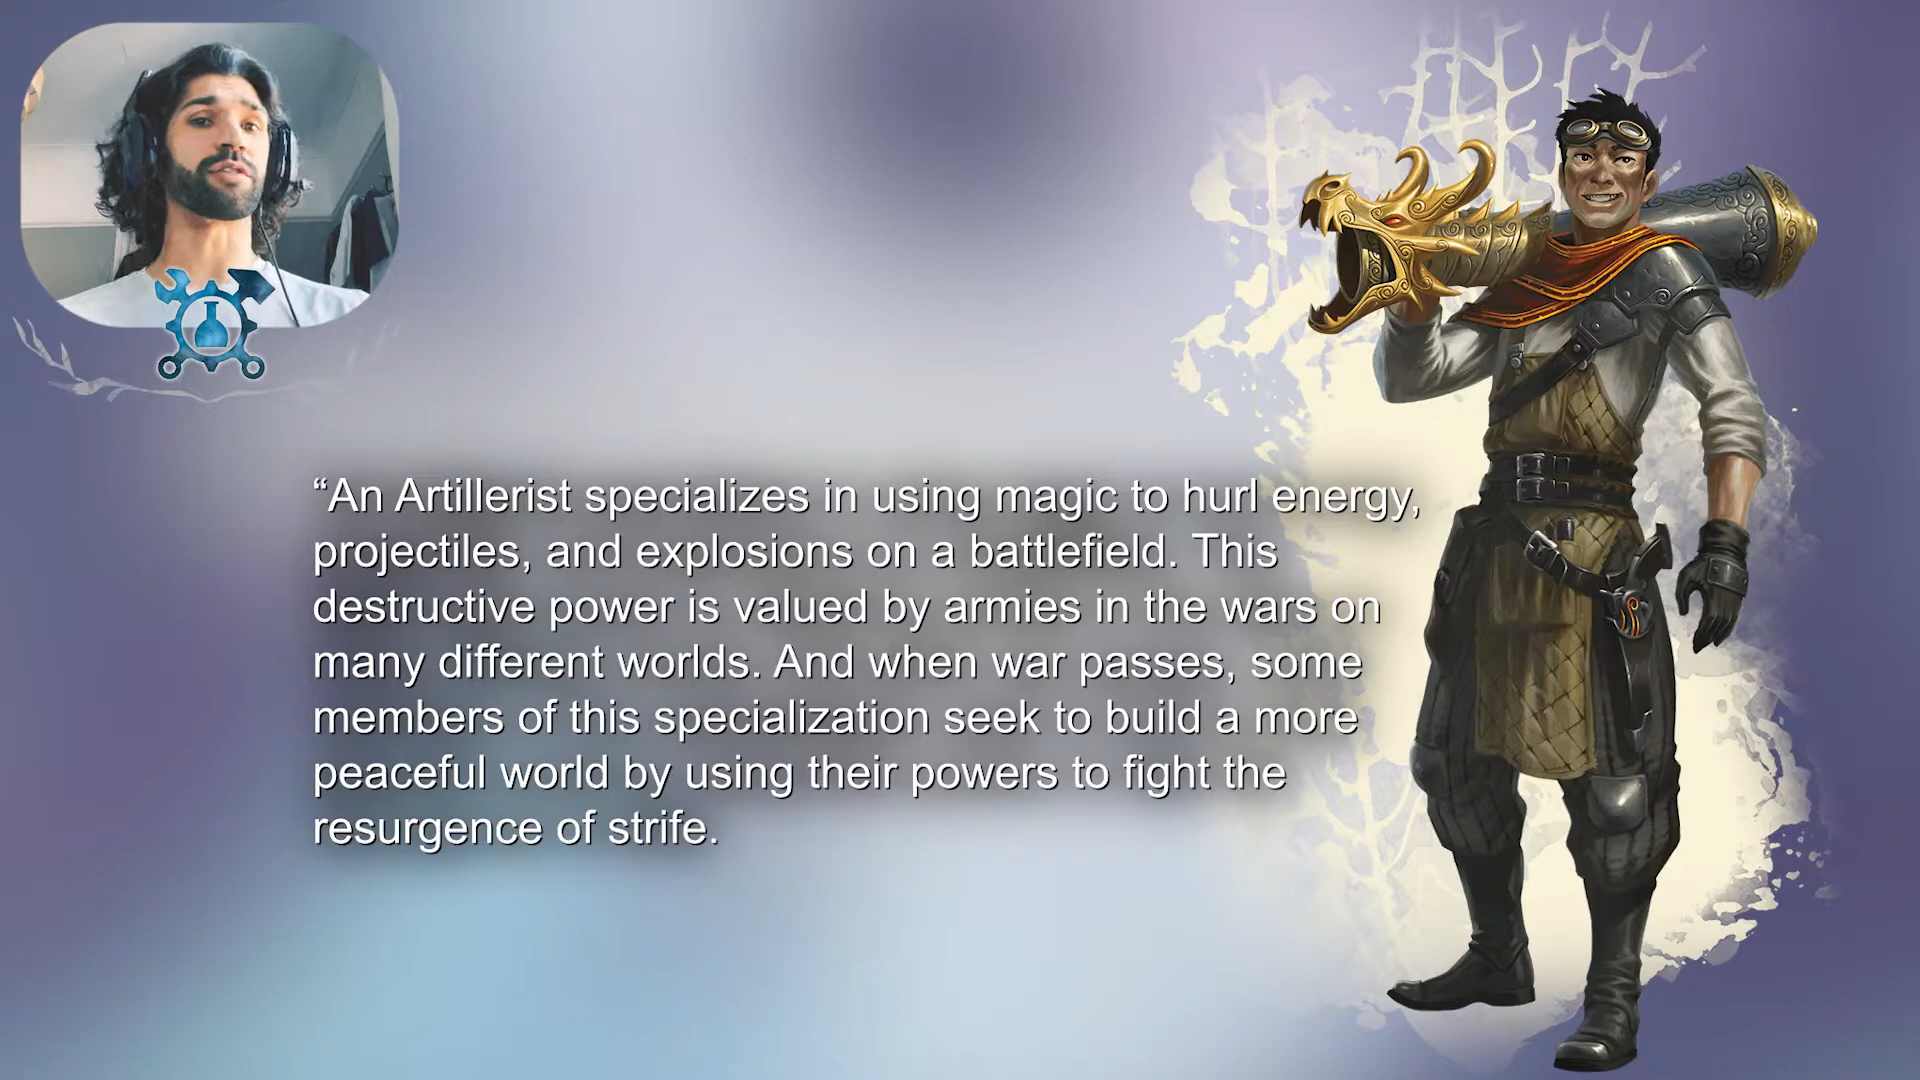 “An Artillerist specializes in using magic to hurl energy,
projectiles, and explosions on a battlefield. This
destructive power is valued by armies in the wars on
many different worlds. And when war passes, some
members of this specialization seek to build a more
peaceful world by using their powers to fight the
resurgence of strife.